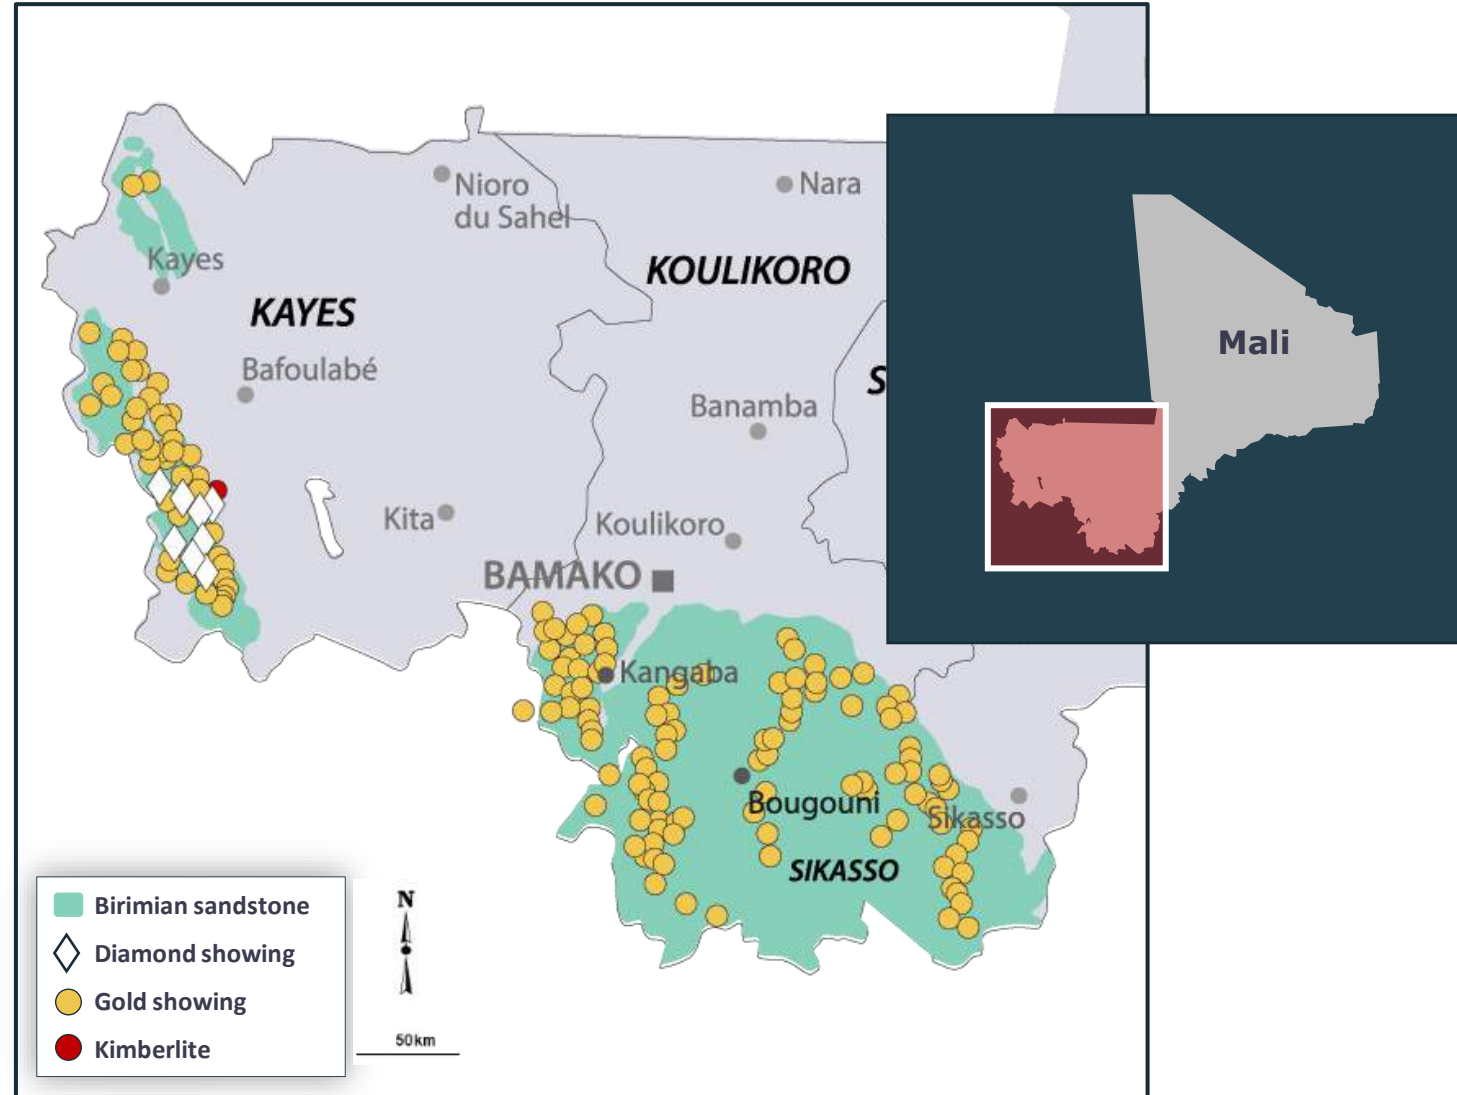 Nioro
du Sahel
Nara
Kayes
KOULIKORO
KAYES
Mali
Bafoulabé
S
Banamba
Kita
Koulikoro
BAMAKO
Kangaba
Bougouni
Sikasso
SIKASSO
Birimian sandstone
Diamond showing
Gold showing
Kimberlite
N
50km